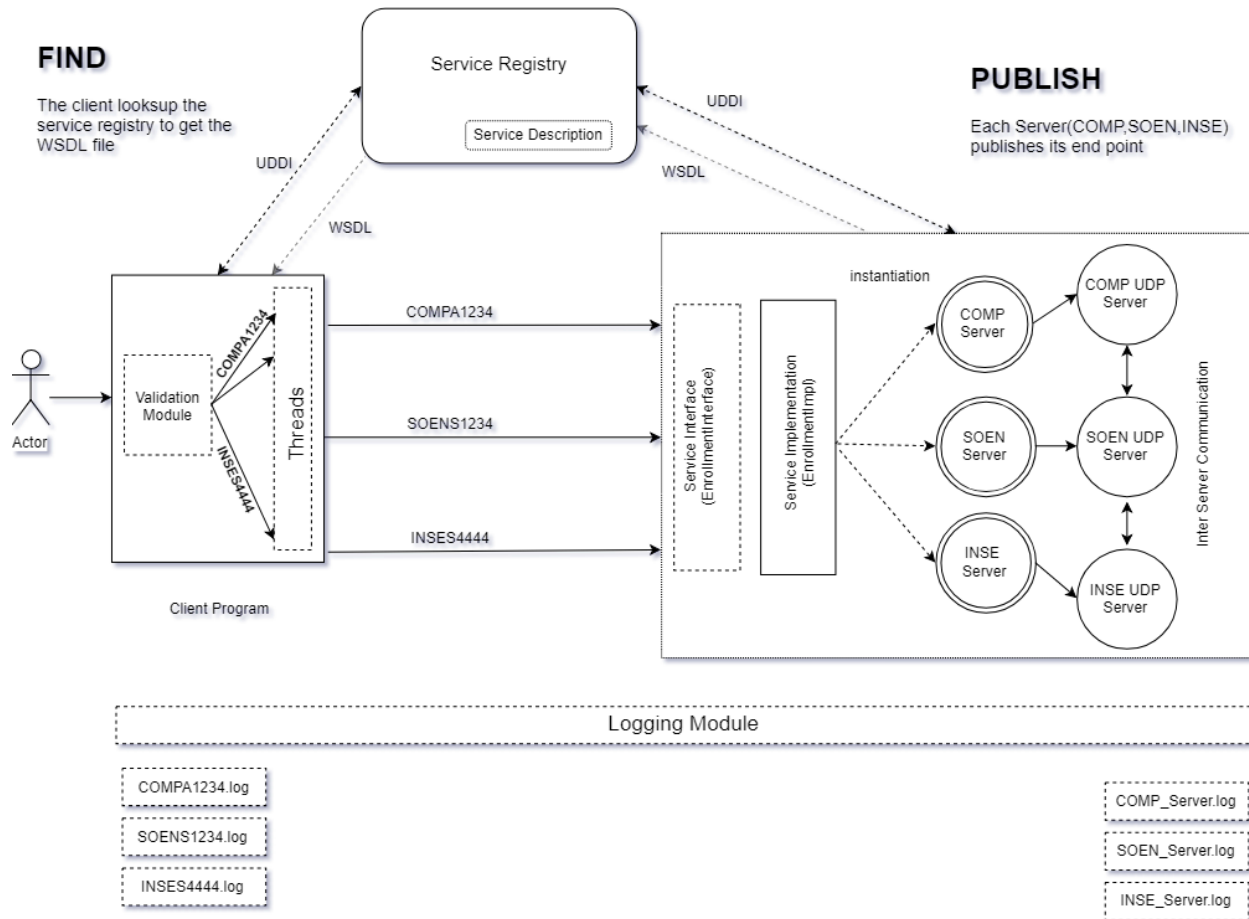 FIND
The client looksup the
service registry to get the
WSDL file
Service Registry
Service Description
PUBLISH
Each Server(COMP,SOEN,INSE)
publishes its end point
UDDI
WSDL
UDDI
WSDL
Actor
Validation
Module
COMPA1234
INSES4444
Threads
Client Program
COMPA1234
SOENS1234
INSES4444
Service Interface
(EnrollmentInterface)
Service Implementation
(EnrollmentImpl)
instantiation
COMP
Server
SOEN
Server
INSE
Server
COMP UDP
Server
SOEN UDP
Server
INSE UDP
Server
Inter Server Communication
Logging Module
COMPA1234.log
SOENS1234.log
INSES4444.log
COMP_Server.log
SOEN_Server.log
INSE_Server.log